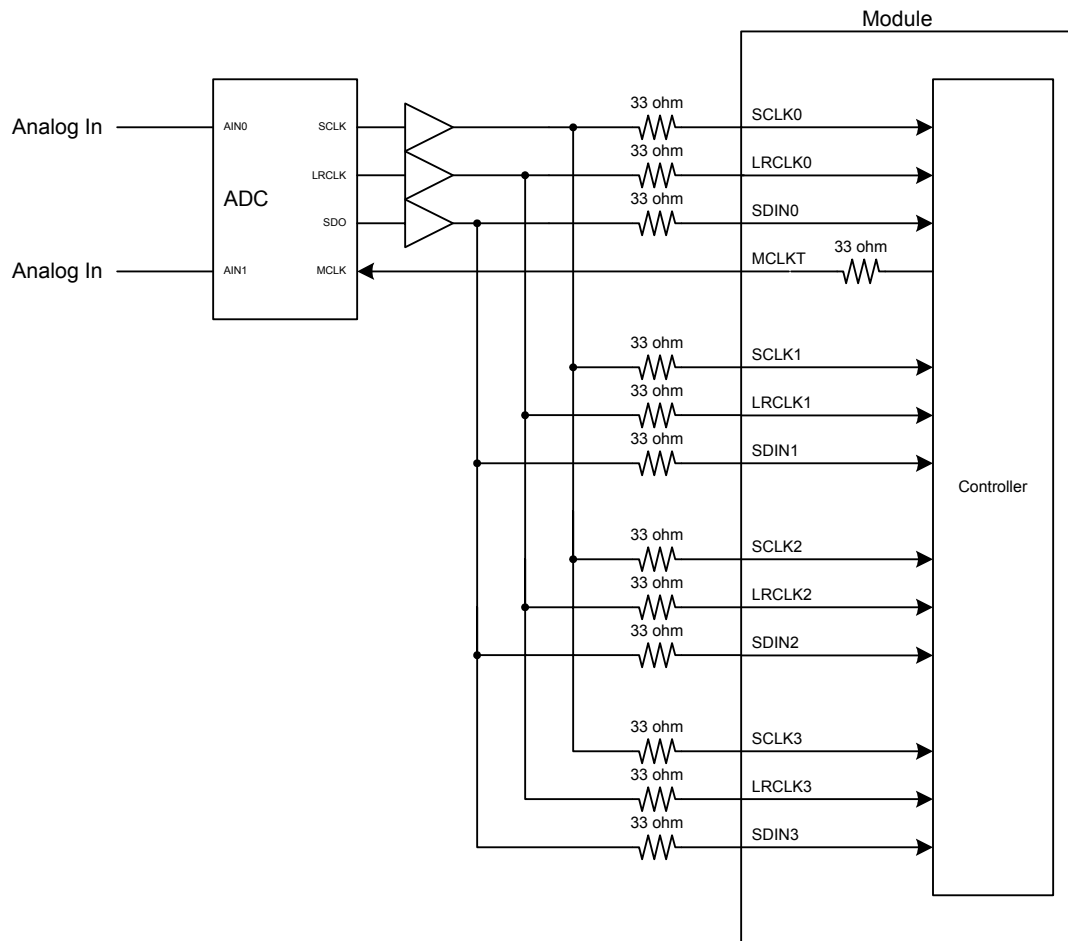 Module
33 ohm
Analog In
AIN0
SCLK
SCLK0
33 ohm
LRCLK
LRCLK0
ADC
33 ohm
SDO
SDIN0
33 ohm
Analog In
AIN1
MCLK
MCLKT
33 ohm
SCLK1
33 ohm
LRCLK1
33 ohm
SDIN1
Controller
33 ohm
SCLK2
33 ohm
LRCLK2
33 ohm
SDIN2
33 ohm
SCLK3
33 ohm
LRCLK3
33 ohm
SDIN3